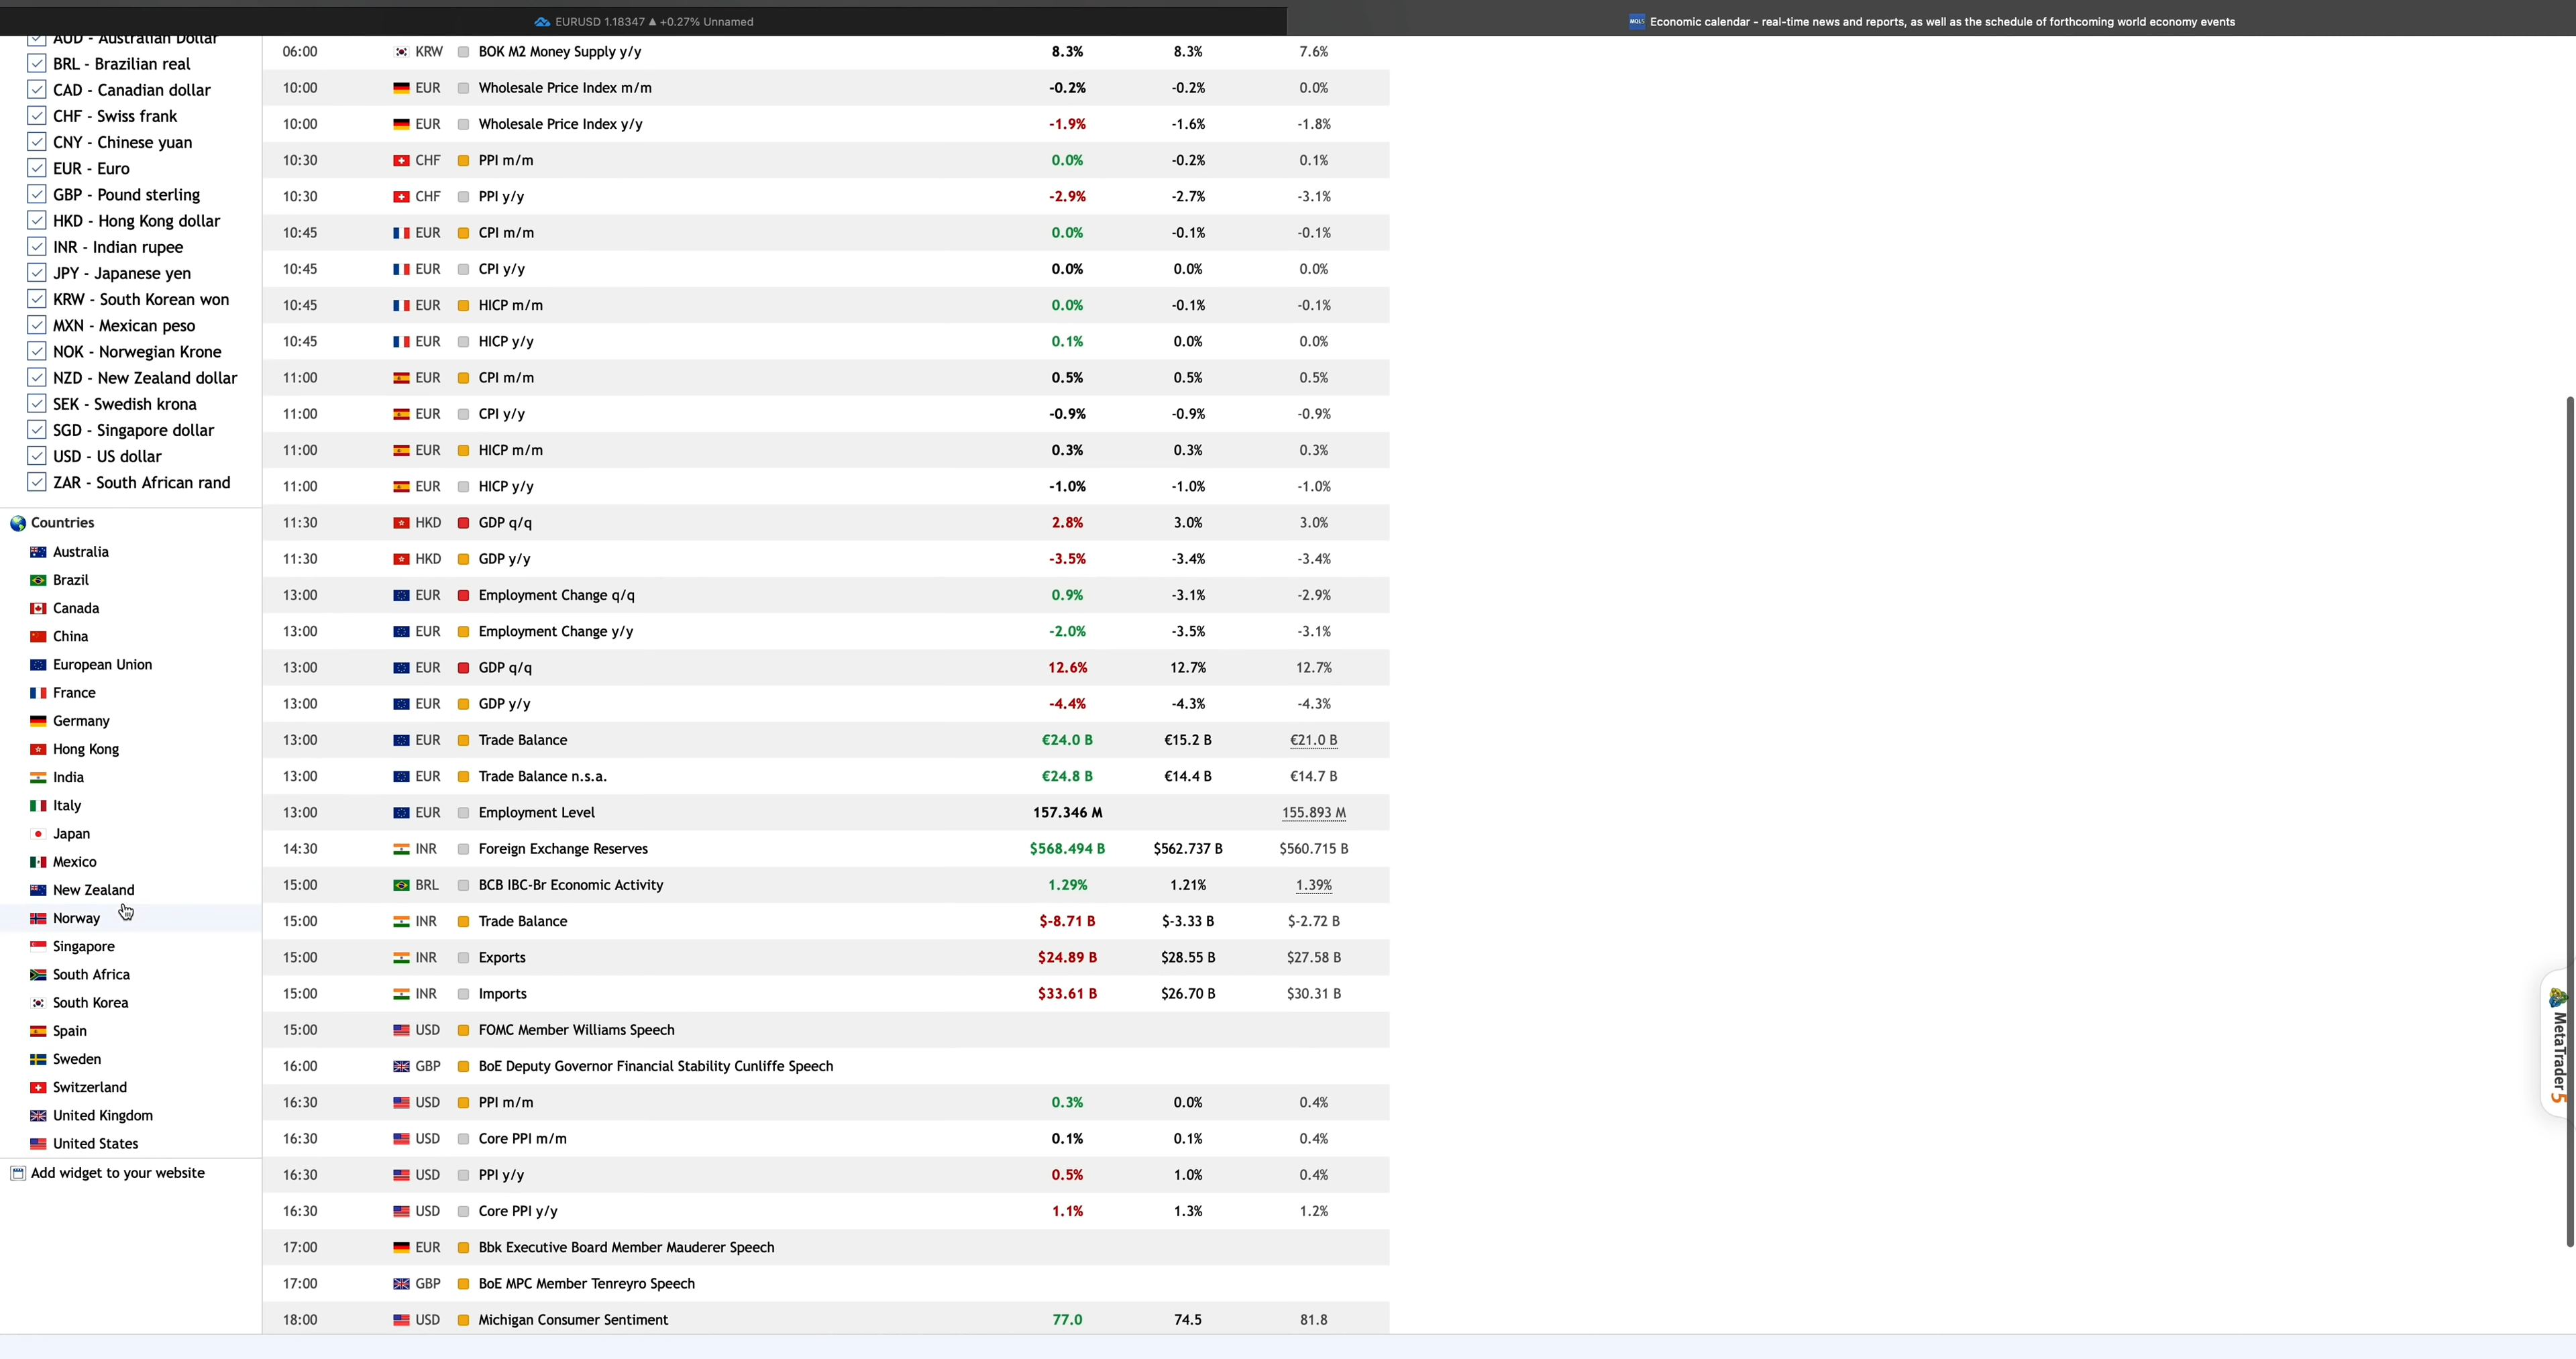 EURUSD 1.18347 ▲ +0.27% Unnamed
Economic calendar - real-time news and reports, as well as the schedule of forthcoming world economy events
AUD - Australian Dollar
BRL - Brazilian real
CAD - Canadian dollar
CHF - Swiss frank
CNY - Chinese yuan
EUR - Euro
GBP - Pound sterling
HKD - Hong Kong dollar
INR - Indian rupee
JPY - Japanese yen
KRW - South Korean won
MXN - Mexican peso
NOK - Norwegian Krone
NZD - New Zealand dollar
SEK - Swedish krona
SGD - Singapore dollar
USD - US dollar
ZAR - South African rand
Countries
Australia
Brazil
Canada
China
European Union
France
Germany
Hong Kong
India
Italy
Japan
Mexico
New Zealand
Norway
Singapore
South Africa
South Korea
Spain
Sweden
Switzerland
United Kingdom
United States
Add widget to your website
06:00 KRW BOK M2 Money Supply y/y 8.3% 8.3% 7.6%
10:00 EUR Wholesale Price Index m/m -0.2% -0.2% 0.0%
10:00 EUR Wholesale Price Index y/y -1.9% -1.6% -1.8%
10:30 CHF PPI m/m 0.0% -0.2% 0.1%
10:30 CHF PPI y/y -2.9% -2.7% -3.1%
10:45 EUR CPI m/m 0.0% -0.1% -0.1%
10:45 EUR CPI y/y 0.0% 0.0% 0.0%
10:45 EUR HICP m/m 0.0% -0.1% -0.1%
10:45 EUR HICP y/y 0.1% 0.0% 0.0%
11:00 EUR CPI m/m 0.5% 0.5% 0.5%
11:00 EUR CPI y/y -0.9% -0.9% -0.9%
11:00 EUR HICP m/m 0.3% 0.3% 0.3%
11:00 EUR HICP y/y -1.0% -1.0% -1.0%
11:30 HKD GDP q/q 2.8% 3.0% 3.0%
11:30 HKD GDP y/y -3.5% -3.4% -3.4%
13:00 EUR Employment Change q/q 0.9% -3.1% -2.9%
13:00 EUR Employment Change y/y -2.0% -3.5% -3.1%
13:00 EUR GDP q/q 12.6% 12.7% 12.7%
13:00 EUR GDP y/y -4.4% -4.3% -4.3%
13:00 EUR Trade Balance €24.0 B €15.2 B €21.0 B
13:00 EUR Trade Balance n.s.a. €24.8 B €14.4 B €14.7 B
13:00 EUR Employment Level 157.346 M 155.893 M
14:30 INR Foreign Exchange Reserves $568.494 B $562.737 B $560.715 B
15:00 BRL BCB IBC-Br Economic Activity 1.29% 1.21% 1.39%
15:00 INR Trade Balance $-8.71 B $-3.33 B $-2.72 B
15:00 INR Exports $24.89 B $28.55 B $27.58 B
15:00 INR Imports $33.61 B $26.70 B $30.31 B
15:00 USD FOMC Member Williams Speech
16:00 GBP BoE Deputy Governor Financial Stability Cunliffe Speech
16:30 USD PPI m/m 0.3% 0.0% 0.4%
16:30 USD Core PPI m/m 0.1% 0.1% 0.4%
16:30 USD PPI y/y 0.5% 1.0% 0.4%
16:30 USD Core PPI y/y 1.1% 1.3% 1.2%
17:00 EUR Bbk Executive Board Member Mauderer Speech
17:00 GBP BoE MPC Member Tenreyro Speech
18:00 USD Michigan Consumer Sentiment 77.0 74.5 81.8
MetaTrader 5